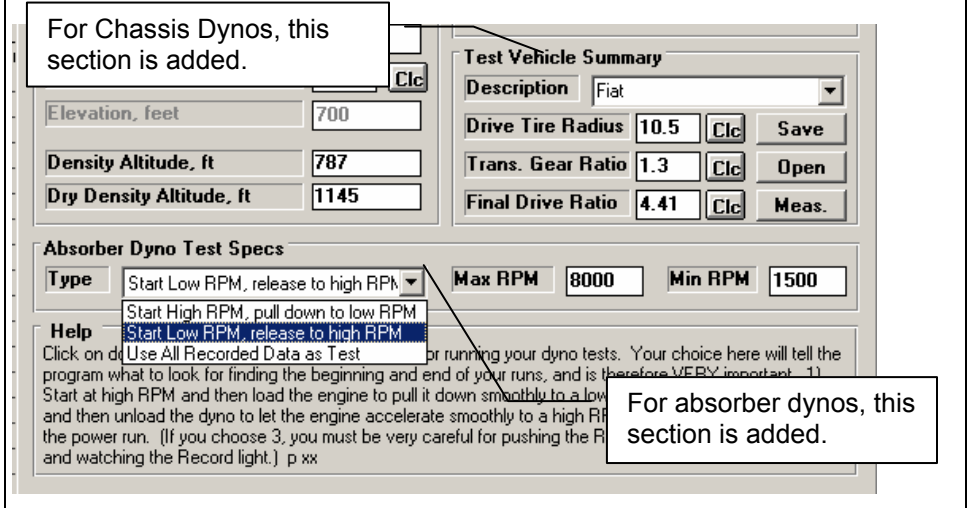 For Chassis Dynos, this
section is added.
Clc
Elevation, feet 700
Density Altitude, ft 787
Dry Density Altitude, ft 1145
Test Vehicle Summary
Description Fiat
Drive Tire Radius 10.5 Clc Save
Trans. Gear Ratio 1.3 Clc Open
Final Drive Ratio 4.41 Clc Meas.
Absorber Dyno Test Specs
Type Start Low RPM, release to high RPM Max RPM 8000 Min RPM 1500
Start High RPM, pull down to low RPM
Start Low RPM, release to high RPM
Use All Recorded Data as Test
Help
Click on or running your dyno tests. Your choice here will tell the
program what to look for finding the beginning and end of your runs, and is therefore VERY important. 1)
Start at high RPM and then load the engine to pull it down smoothly to a low
and then unload the dyno to let the engine accelerate smoothly to a high
the power run. (If you choose 3, you must be very careful for pushing the
and watching the Record light.) p xx
For absorber dynos, this
section is added.